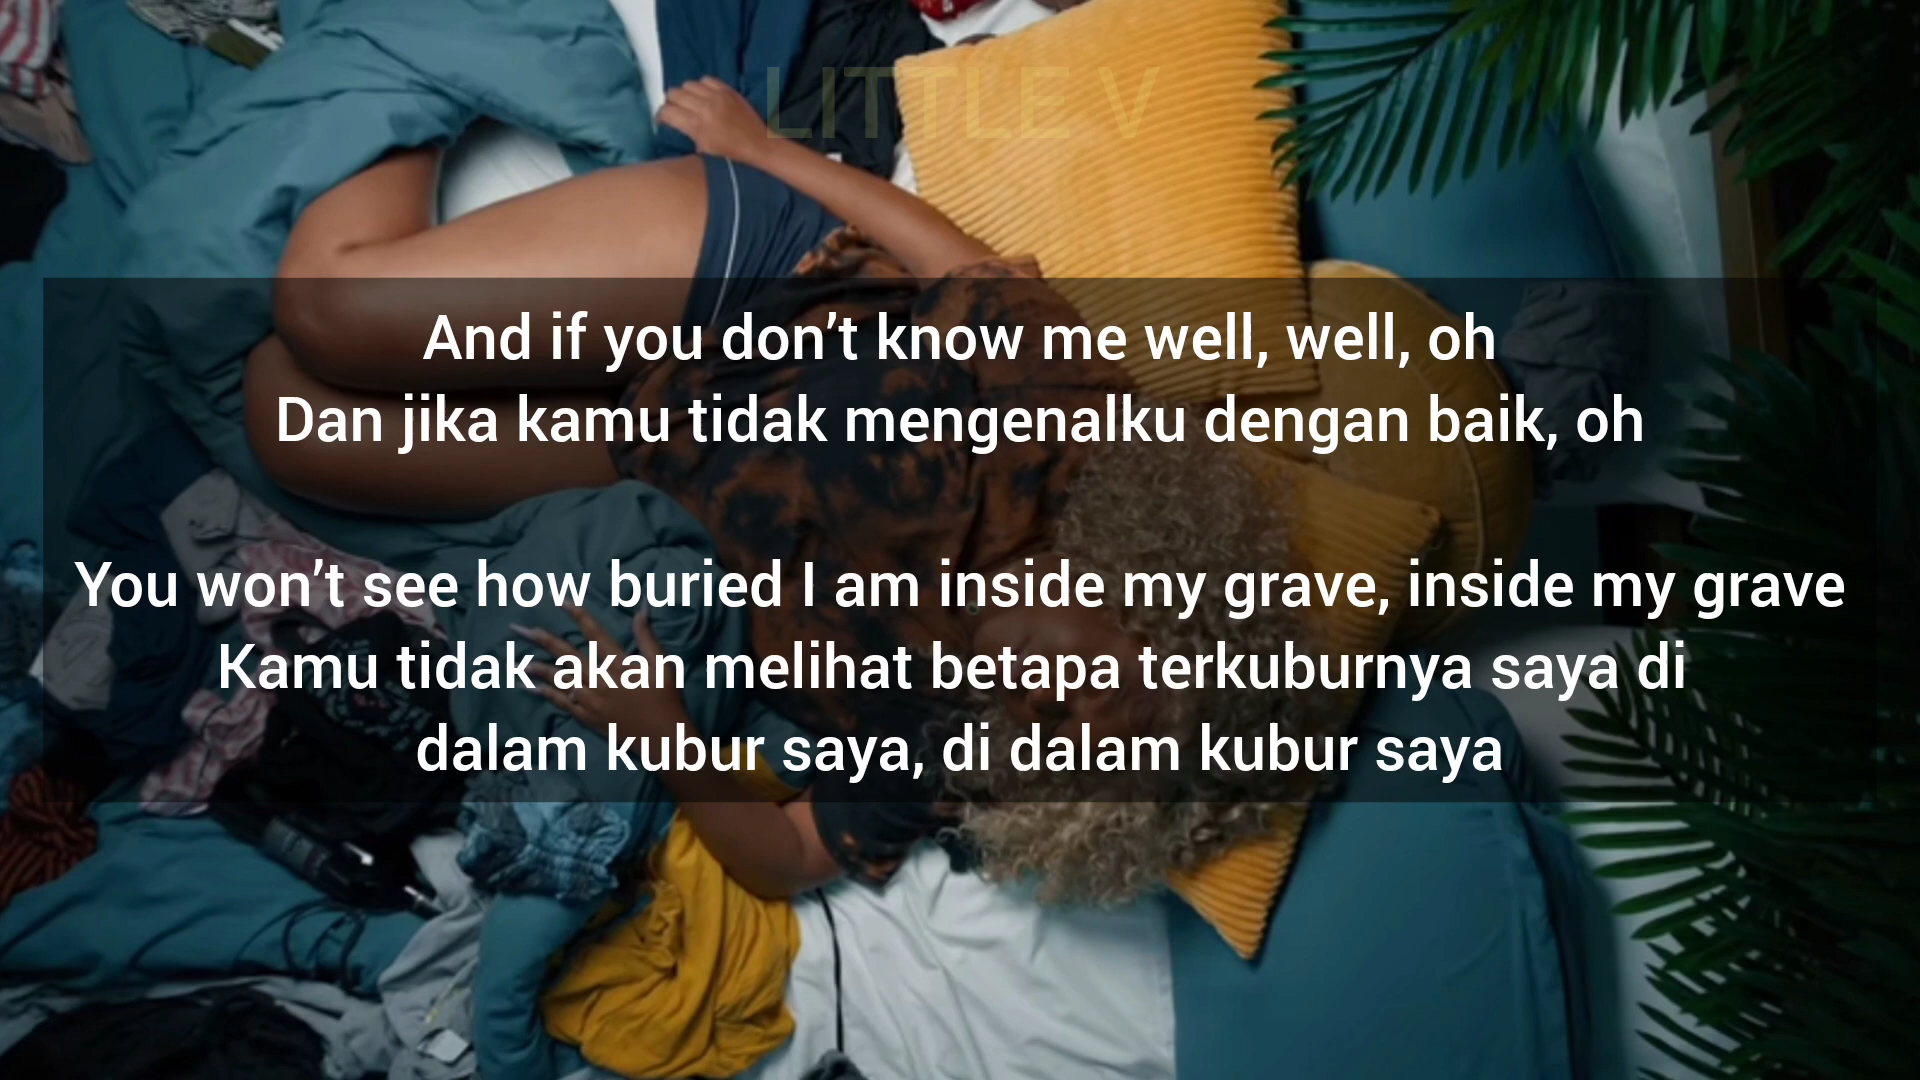 LITTLE V
And if you don’t know me well, well, oh
Dan jika kamu tidak mengenalku dengan baik, oh
You won’t see how buried I am inside my grave, inside my grave
Kamu tidak akan melihat betapa terkuburnya saya di
dalam kubur saya, di dalam kubur saya